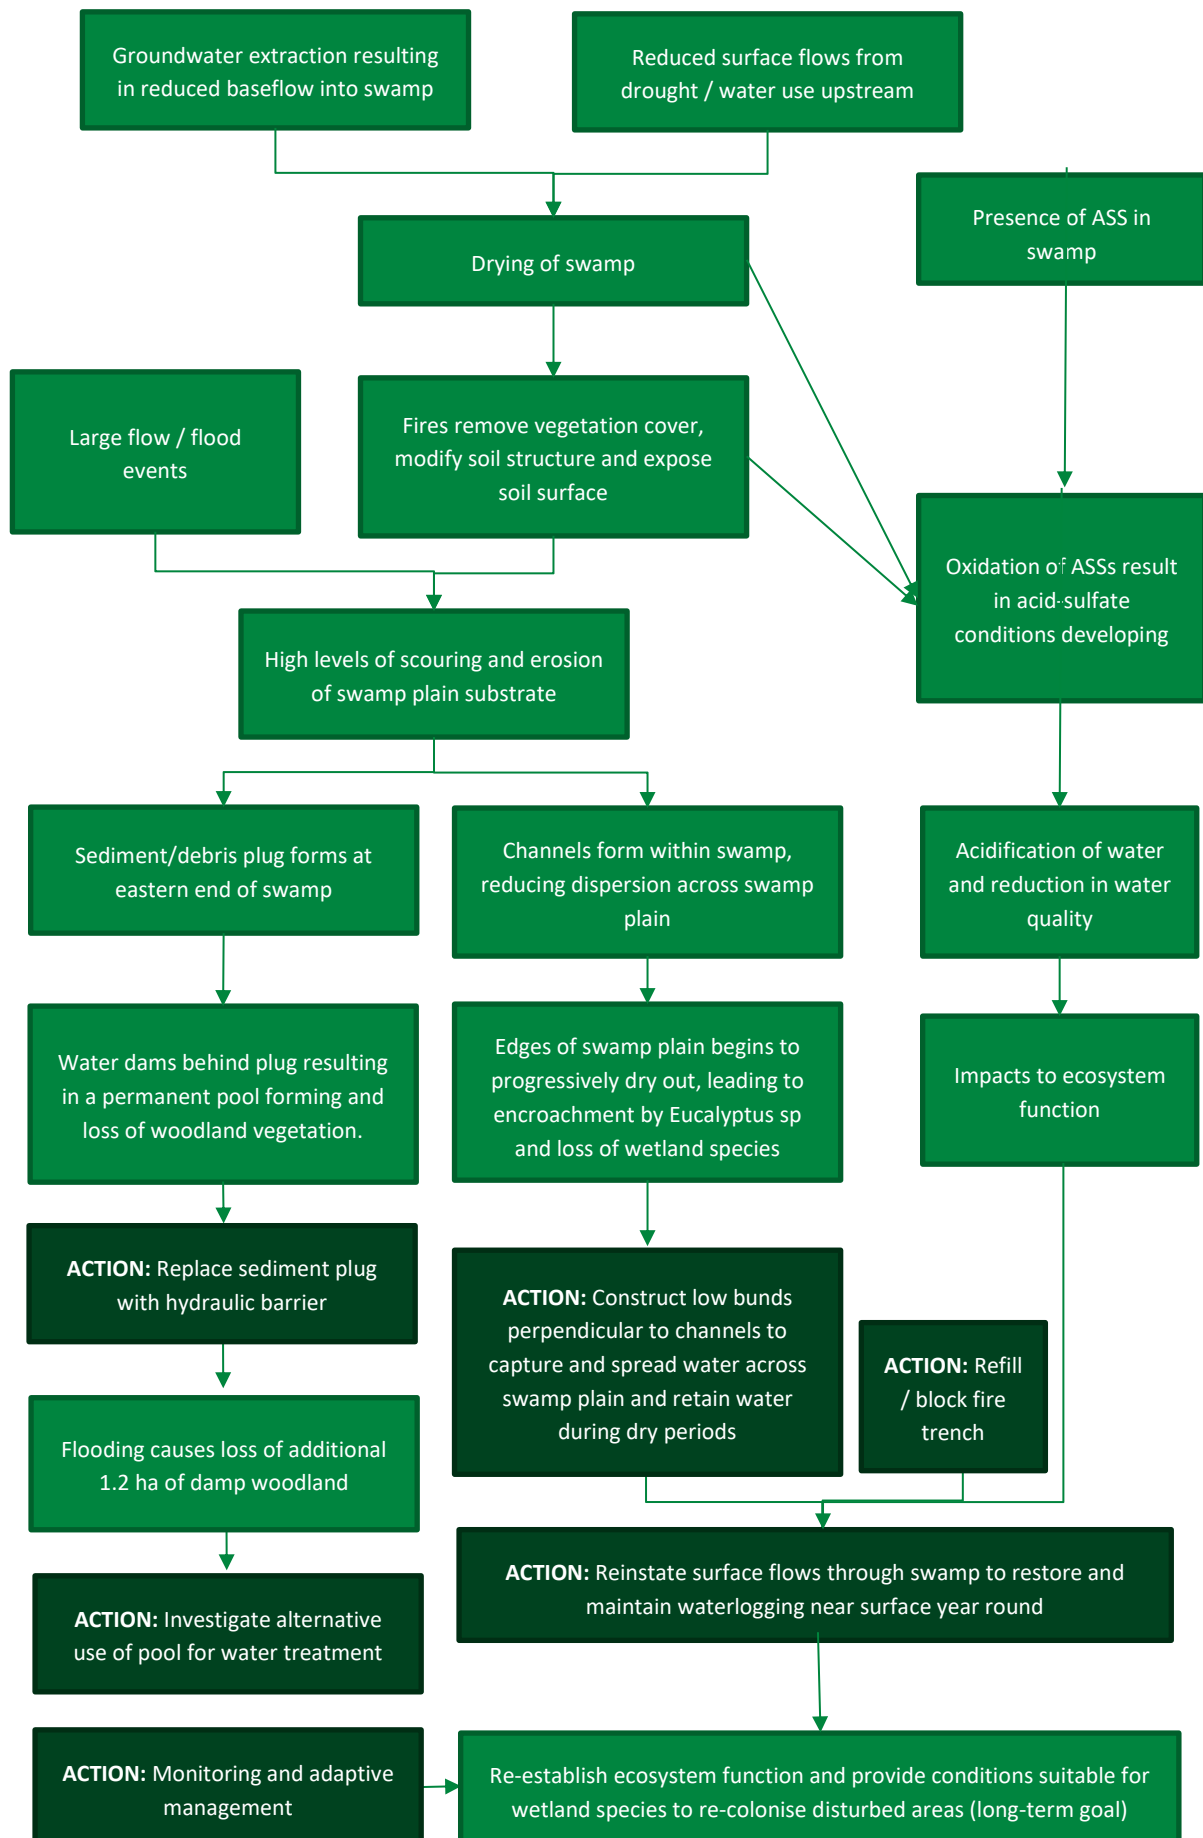 Groundwater extraction resulting
in reduced baseflow into swamp
Reduced surface flows from
drought / water use upstream
Presence of ASS in
swamp
Drying of swamp
Large flow / flood
events
Fires remove vegetation cover,
modify soil structure and expose
soil surface
Oxidation of ASSs result
in acid-sulfate
conditions developing
High levels of scouring and erosion
of swamp plain substrate
Sediment/debris plug forms at
eastern end of swamp
Channels form within swamp,
reducing dispersion across swamp
plain
Acidification of water
and reduction in water
quality
Water dams behind plug resulting
in a permanent pool forming and
loss of woodland vegetation.
Edges of swamp plain begins to
progressively dry out, leading to
encroachment by Eucalyptus sp
and loss of wetland species
Impacts to ecosystem
function
ACTION: Replace sediment plug
with hydraulic barrier
ACTION: Construct low bunds
perpendicular to channels to
capture and spread water across
swamp plain and retain water
during dry periods
ACTION: Refill
/ block fire
trench
Flooding causes loss of additional
1.2 ha of damp woodland
ACTION: Reinstate surface flows through swamp to restore and
maintain waterlogging near surface year round
ACTION: Investigate alternative
use of pool for water treatment
ACTION: Monitoring and adaptive
management
Re-establish ecosystem function and provide conditions suitable for
wetland species to re-colonise disturbed areas (long-term goal)